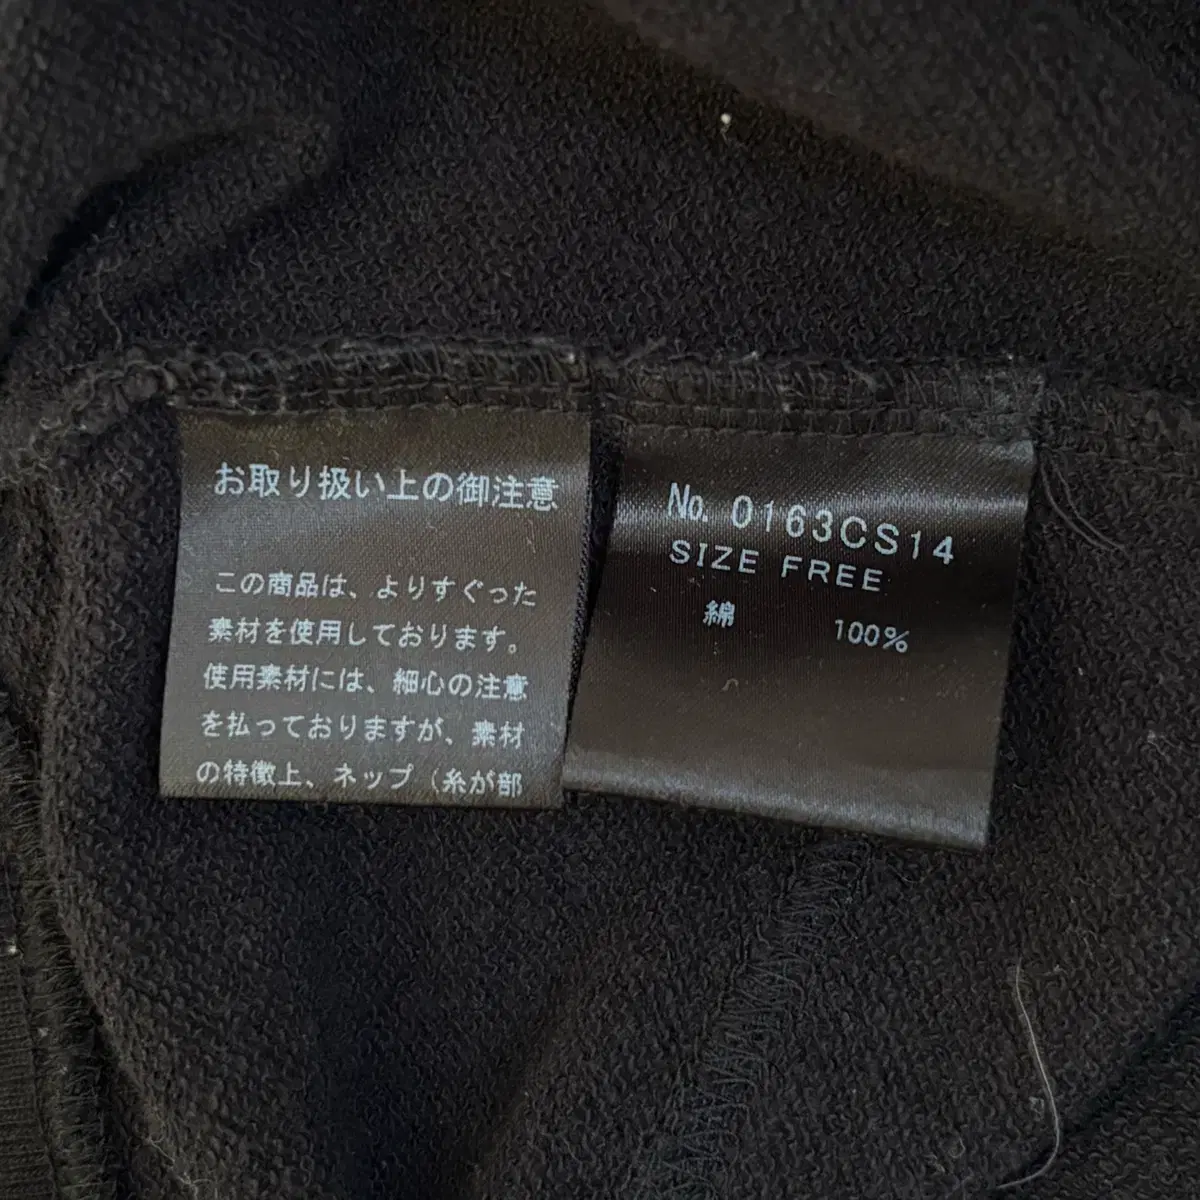 お取り扱い上の御注意
この商品は、よりすぐった
素材を使用しております。
使用素材には、細心の注意
を払っておりますが、素材
の特徴上、ネップ（糸が部
No. 0163CS14
SIZE FREE
綿 100%